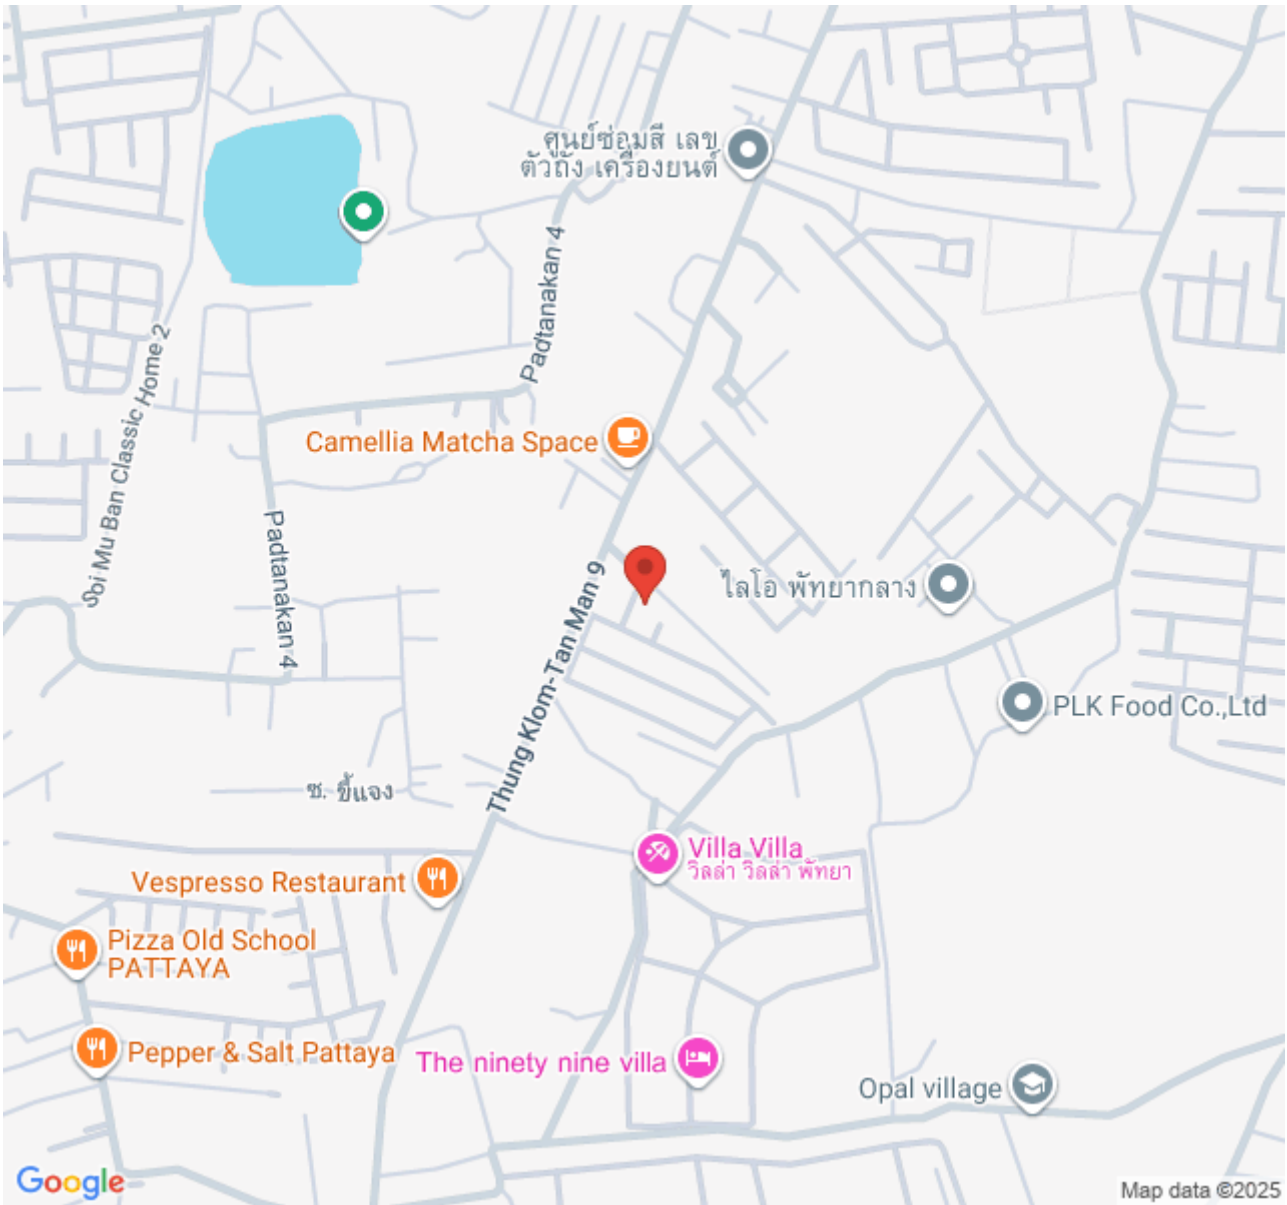 ศูนย์ซ่อมสี เลข
ตัวถัง เครื่องยนต์
Padtanakan 4
Soi Mu Ban Classic Home 2
Camellia Matcha Space
Padtanakan 4
Thung Klom-Tan Man 9
ไลโอ พัทยากลาง
PLK Food Co.,Ltd
ซ. ขี้แจง
Villa Villa
วิลล่า วิลล่า พัทยา
Vespresso Restaurant
Pizza Old School
PATTAYA
Pepper & Salt Pattaya
The ninety nine villa
Opal village
Google
Map data ©2025